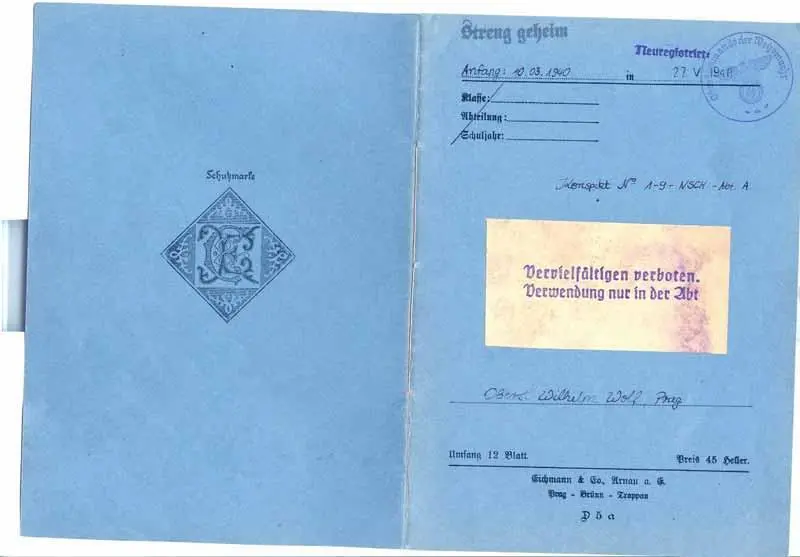 Schutzmarke
Streng geheim
Neuregistriert
Anfang: 10.03.1940 in 27. V. 1940
Klasse:
Abteilung:
Schuljahr:
Konspekt No 1-9-NSCH-Abt. A
Vervielfältigen verboten.
Verwendung nur in der Abt
Oberst. Wilhelm Wolf, Prag
Umfang 12 Blatt. Preis 45 Heller.
Eichmann & Co., Arnau a. E.
Prag - Brünn - Troppau
D 5 a